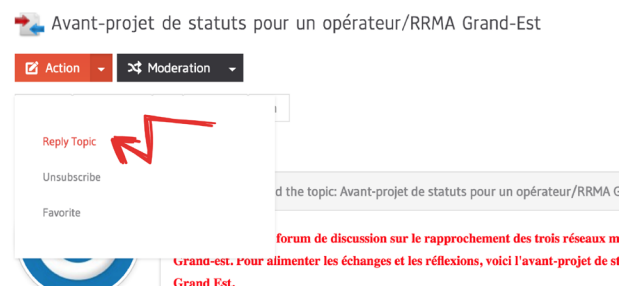 Avant-projet de statuts pour un opérateur/RRMA Grand-Est
Action Moderation
Reply Topic
Unsubscribe
d the topic: Avant-projet de statuts pour un opérateur/RRMA G
Favorite
forum de discussion sur le rapprochement des trois réseaux m
Grand-est. Pour alimenter les échanges et les réflexions, voici l'avant-projet de st
Grand Est.